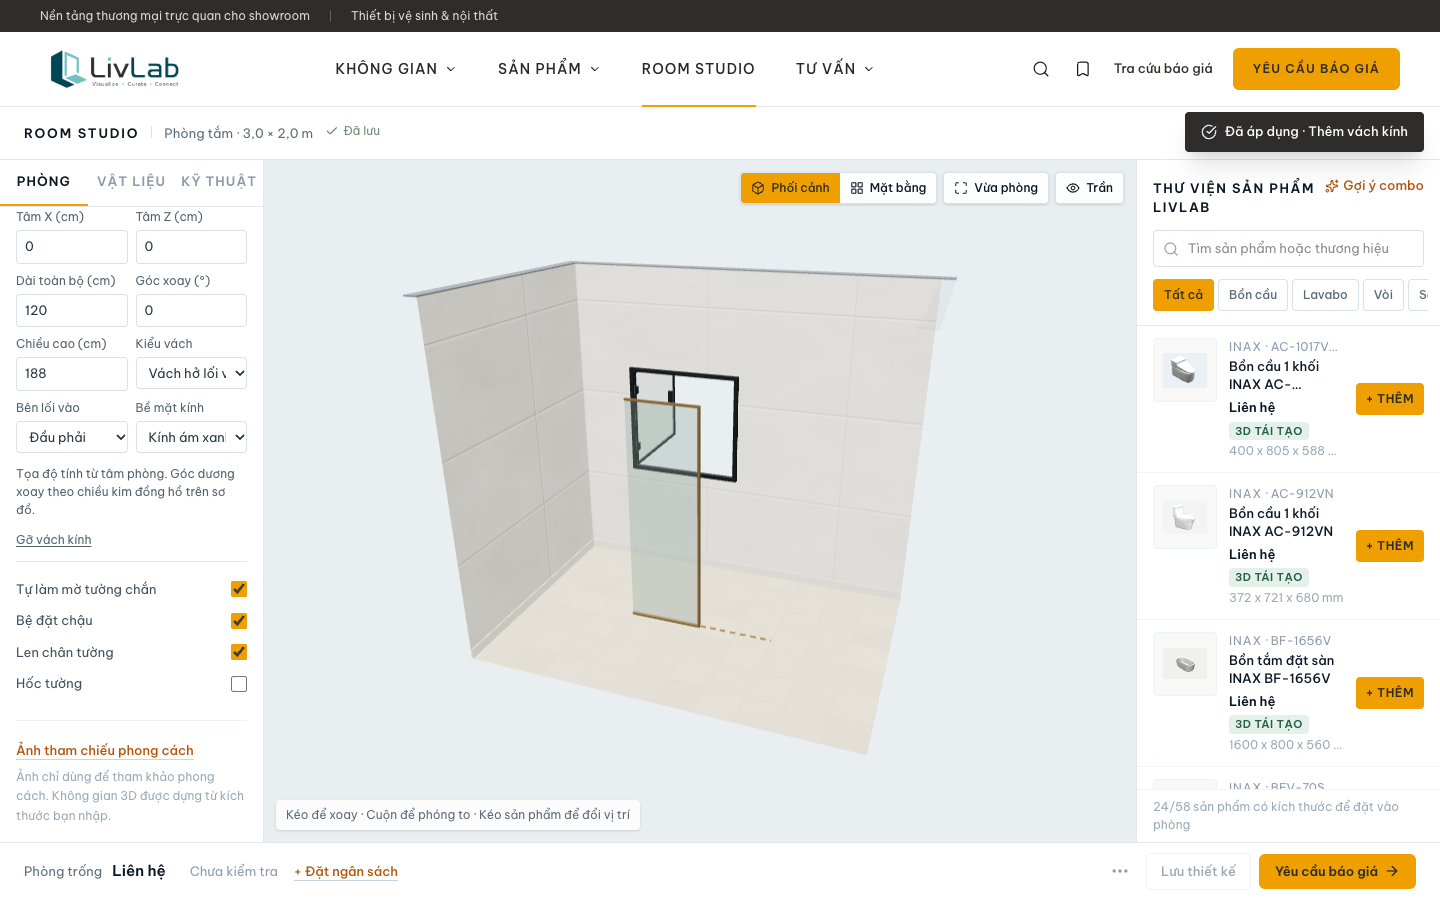 Nền tảng thương mại trực quan cho showroom
Thiết bị vệ sinh & nội thất
LivLab
Visualize • Curate • Connect
KHÔNG GIAN
SẢN PHẨM
ROOM STUDIO
TƯ VẤN
Tra cứu báo giá
YÊU CẦU BÁO GIÁ
ROOM STUDIO
Phòng tắm · 3,0 × 2,0 m
Đã lưu
Đã áp dụng · Thêm vách kính
PHÒNG
VẬT LIỆU
KỸ THUẬT
Tâm X (cm)
Tâm Z (cm)
0
0
Dài toàn bộ (cm)
Góc xoay (°)
120
0
Chiều cao (cm)
Kiểu vách
188
Vách hở lối v
Bên lối vào
Bề mặt kính
Đầu phải
Kính ám xanh
Tọa độ tính từ tâm phòng. Góc dương
xoay theo chiều kim đồng hồ trên sơ
đồ.
Gỡ vách kính
Tự làm mờ tường chắn
Bệ đặt chậu
Len chân tường
Hốc tường
Ảnh tham chiếu phong cách
Ảnh chỉ dùng để tham khảo phong
cách. Không gian 3D được dựng từ kích
thước bạn nhập.
Phối cảnh
Mặt bằng
Vừa phòng
Trần
Kéo để xoay · Cuộn để phóng to · Kéo sản phẩm để đổi vị trí
THƯ VIỆN SẢN PHẨM
LIVLAB
Gợi ý combo
Tìm sản phẩm hoặc thương hiệu
Tất cả
Bồn cầu
Lavabo
Vòi
INAX · AC-1017V...
Bồn cầu 1 khối
INAX AC-...
Liên hệ
3D TÁI TẠO
400 x 805 x 588 ...
+ THÊM
INAX · AC-912VN
Bồn cầu 1 khối
INAX AC-912VN
Liên hệ
3D TÁI TẠO
372 x 721 x 680 mm
+ THÊM
INAX · BF-1656V
Bồn tắm đặt sàn
INAX BF-1656V
Liên hệ
3D TÁI TẠO
1600 x 800 x 560 ...
+ THÊM
INAX · BFV-70S
24/58 sản phẩm có kích thước để đặt vào
phòng
Phòng trống
Liên hệ
Chưa kiểm tra
+ Đặt ngân sách
Lưu thiết kế
Yêu cầu báo giá